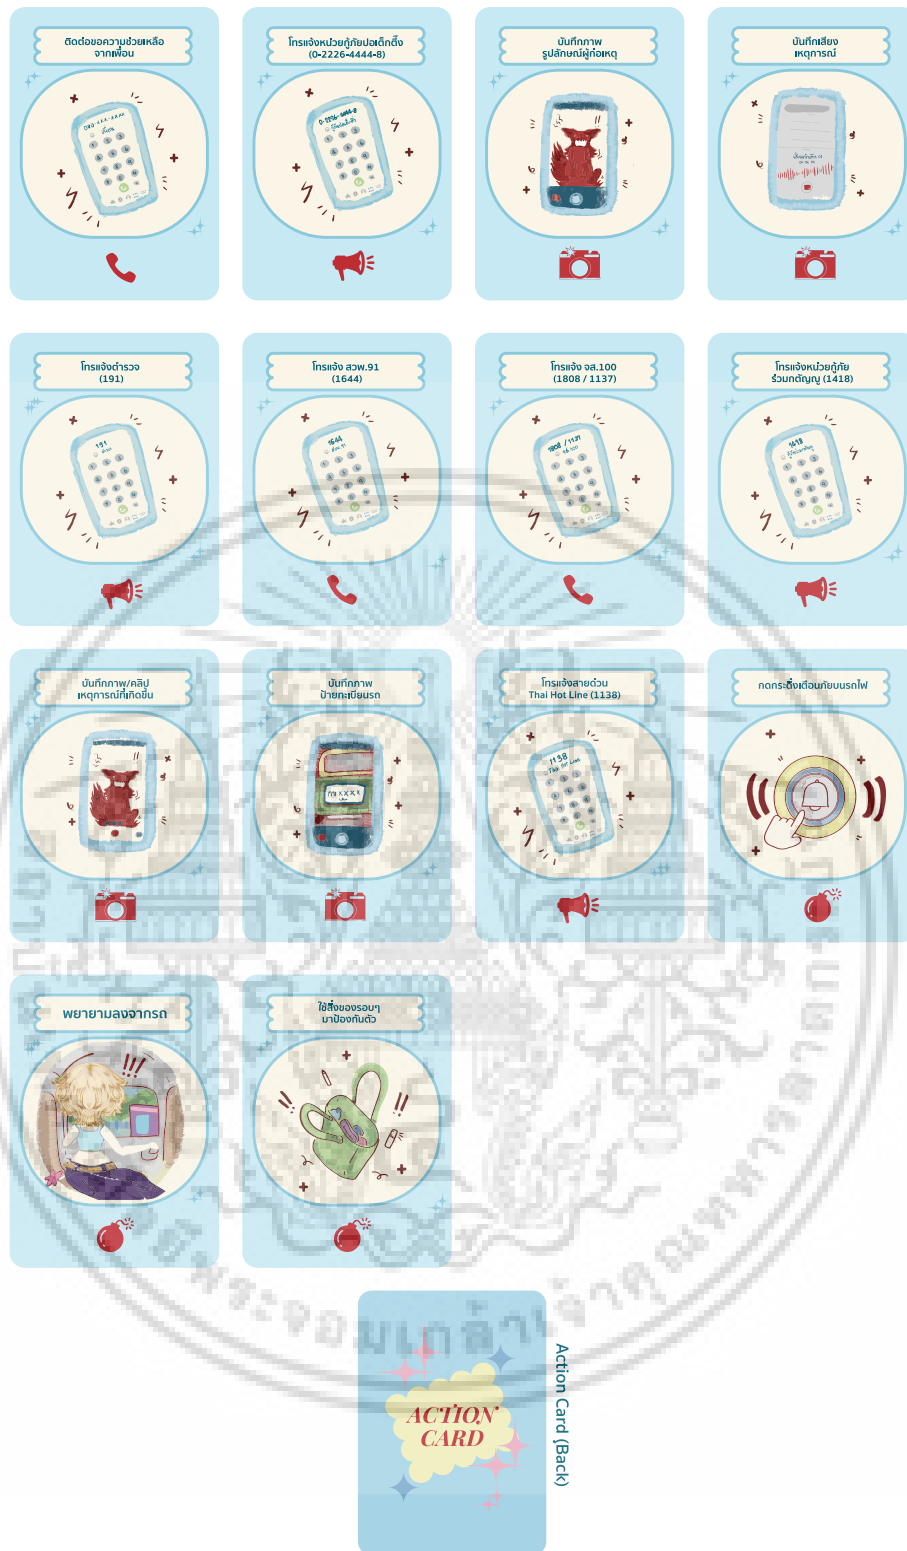 ติดต่อขอความช่วยเหลือ
จากเพื่อน
โทรแจ้งหน่วยกู้ภัยปอเต็กตึ๊ง
(0-2226-4444-8)
0-2226-4444-8
บันทึกภาพ
รูปลักษณ์ผู้ก่อเหตุ
บันทึกเสียง
เหตุการณ์
โทรแจ้งตำรวจ
(191)
191
โทรแจ้ง สวพ.91
(1644)
1644
โทรแจ้ง จส.100
(1808 / 1137)
1808 / 1137
โทรแจ้งหน่วยกู้ภัย
ร่วมกตัญญู (1418)
1418
บันทึกภาพ/คลิป
เหตุการณ์ที่เกิดขึ้น
บันทึกภาพ
ป้ายทะเบียนรถ
โทรแจ้งสายด่วน
Thai Hot Line (1138)
1138
Thai Hot Line
กดกระดิ่งเตือนภัยบนรถไฟ
พยายามลงจากรถ
!!!
ใช้สิ่งของรอบๆ
มาป้องกันตัว
!!
!!
ACTION
CARD
Action Card (Back)